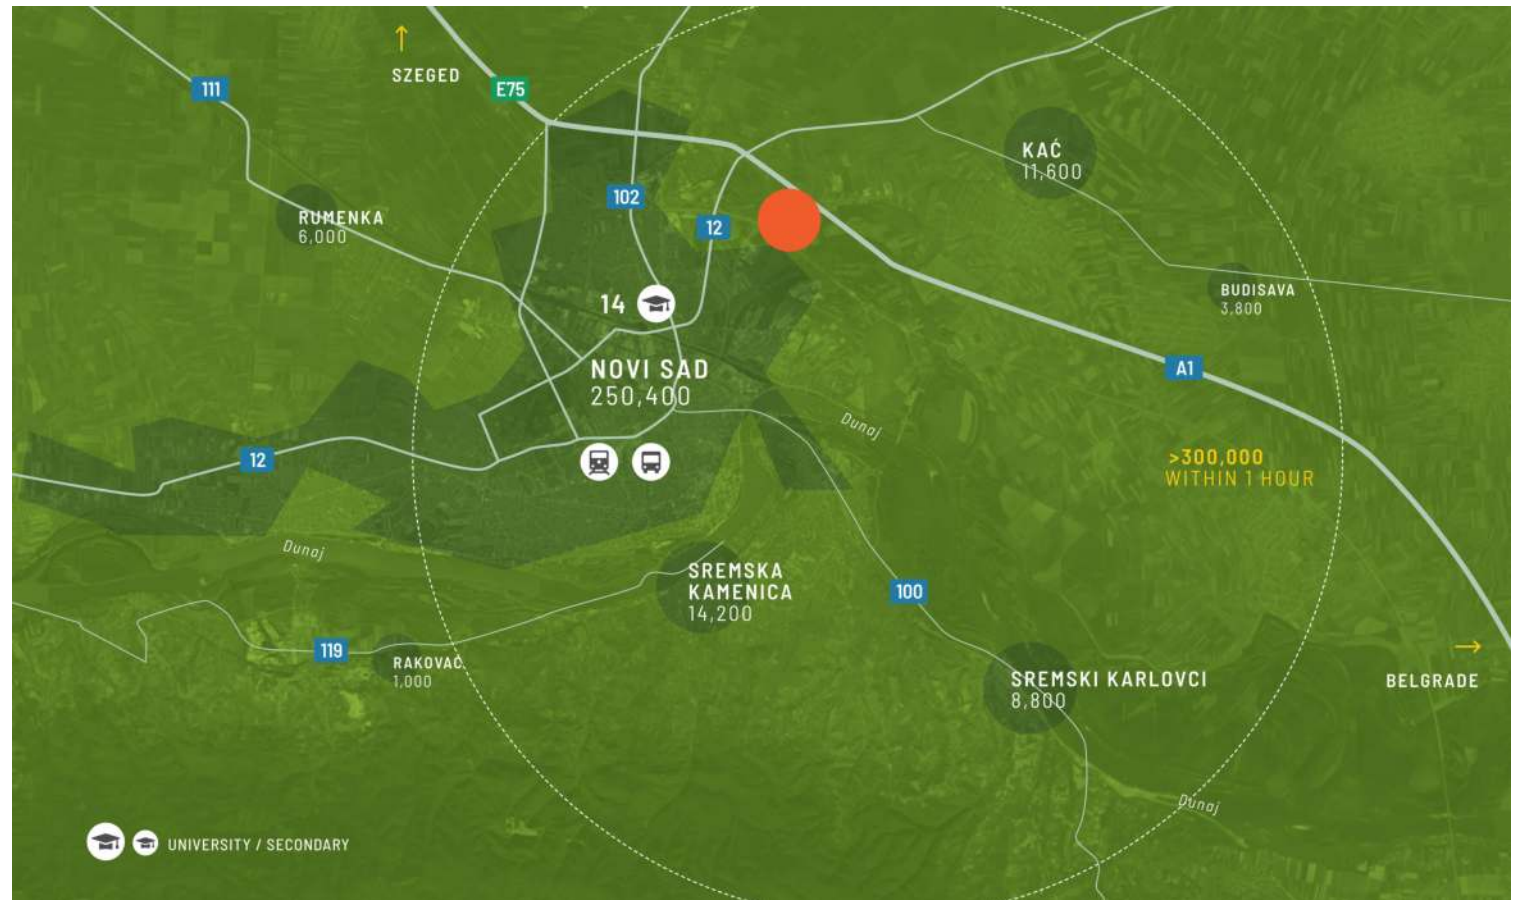 SZEGED
111
E75
KAĆ
11,600
102
RUMENKA
6,000
12
BUDISAVA
3,800
14
NOVI SAD
250,400
A1
Dunaj
12
>300,000
WITHIN 1 HOUR
Dunaj
SREMSKA
KAMENICA
14,200
100
119
RAKOVAC
1,000
SREMSKI KARLOVCI
8,800
BELGRADE
Dunaj
UNIVERSITY / SECONDARY